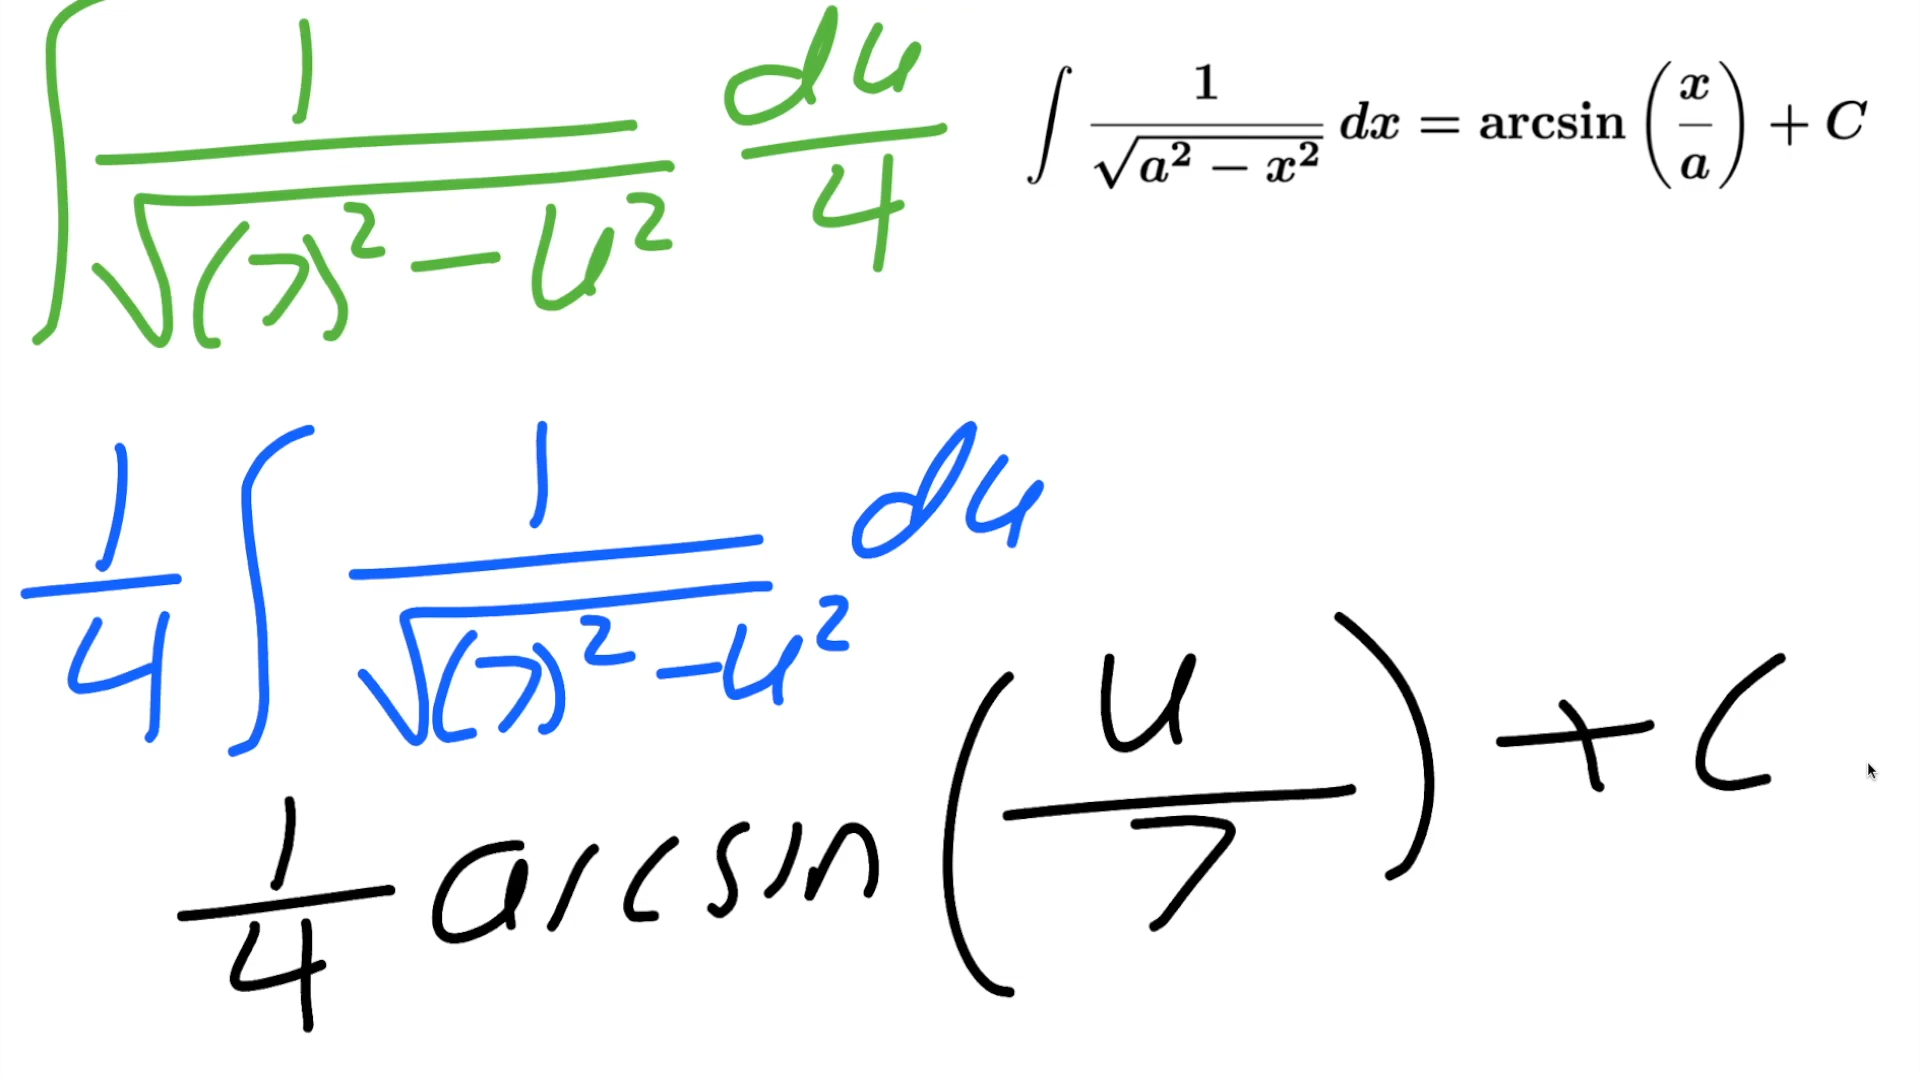 ∫ 1/√((7)² − u²) du/4
∫ 1/√(a² − x²) dx = arcsin (x/a) + C
1/4 ∫ 1/√((7)² − u²) du
1/4 arcsin (u/7) + C